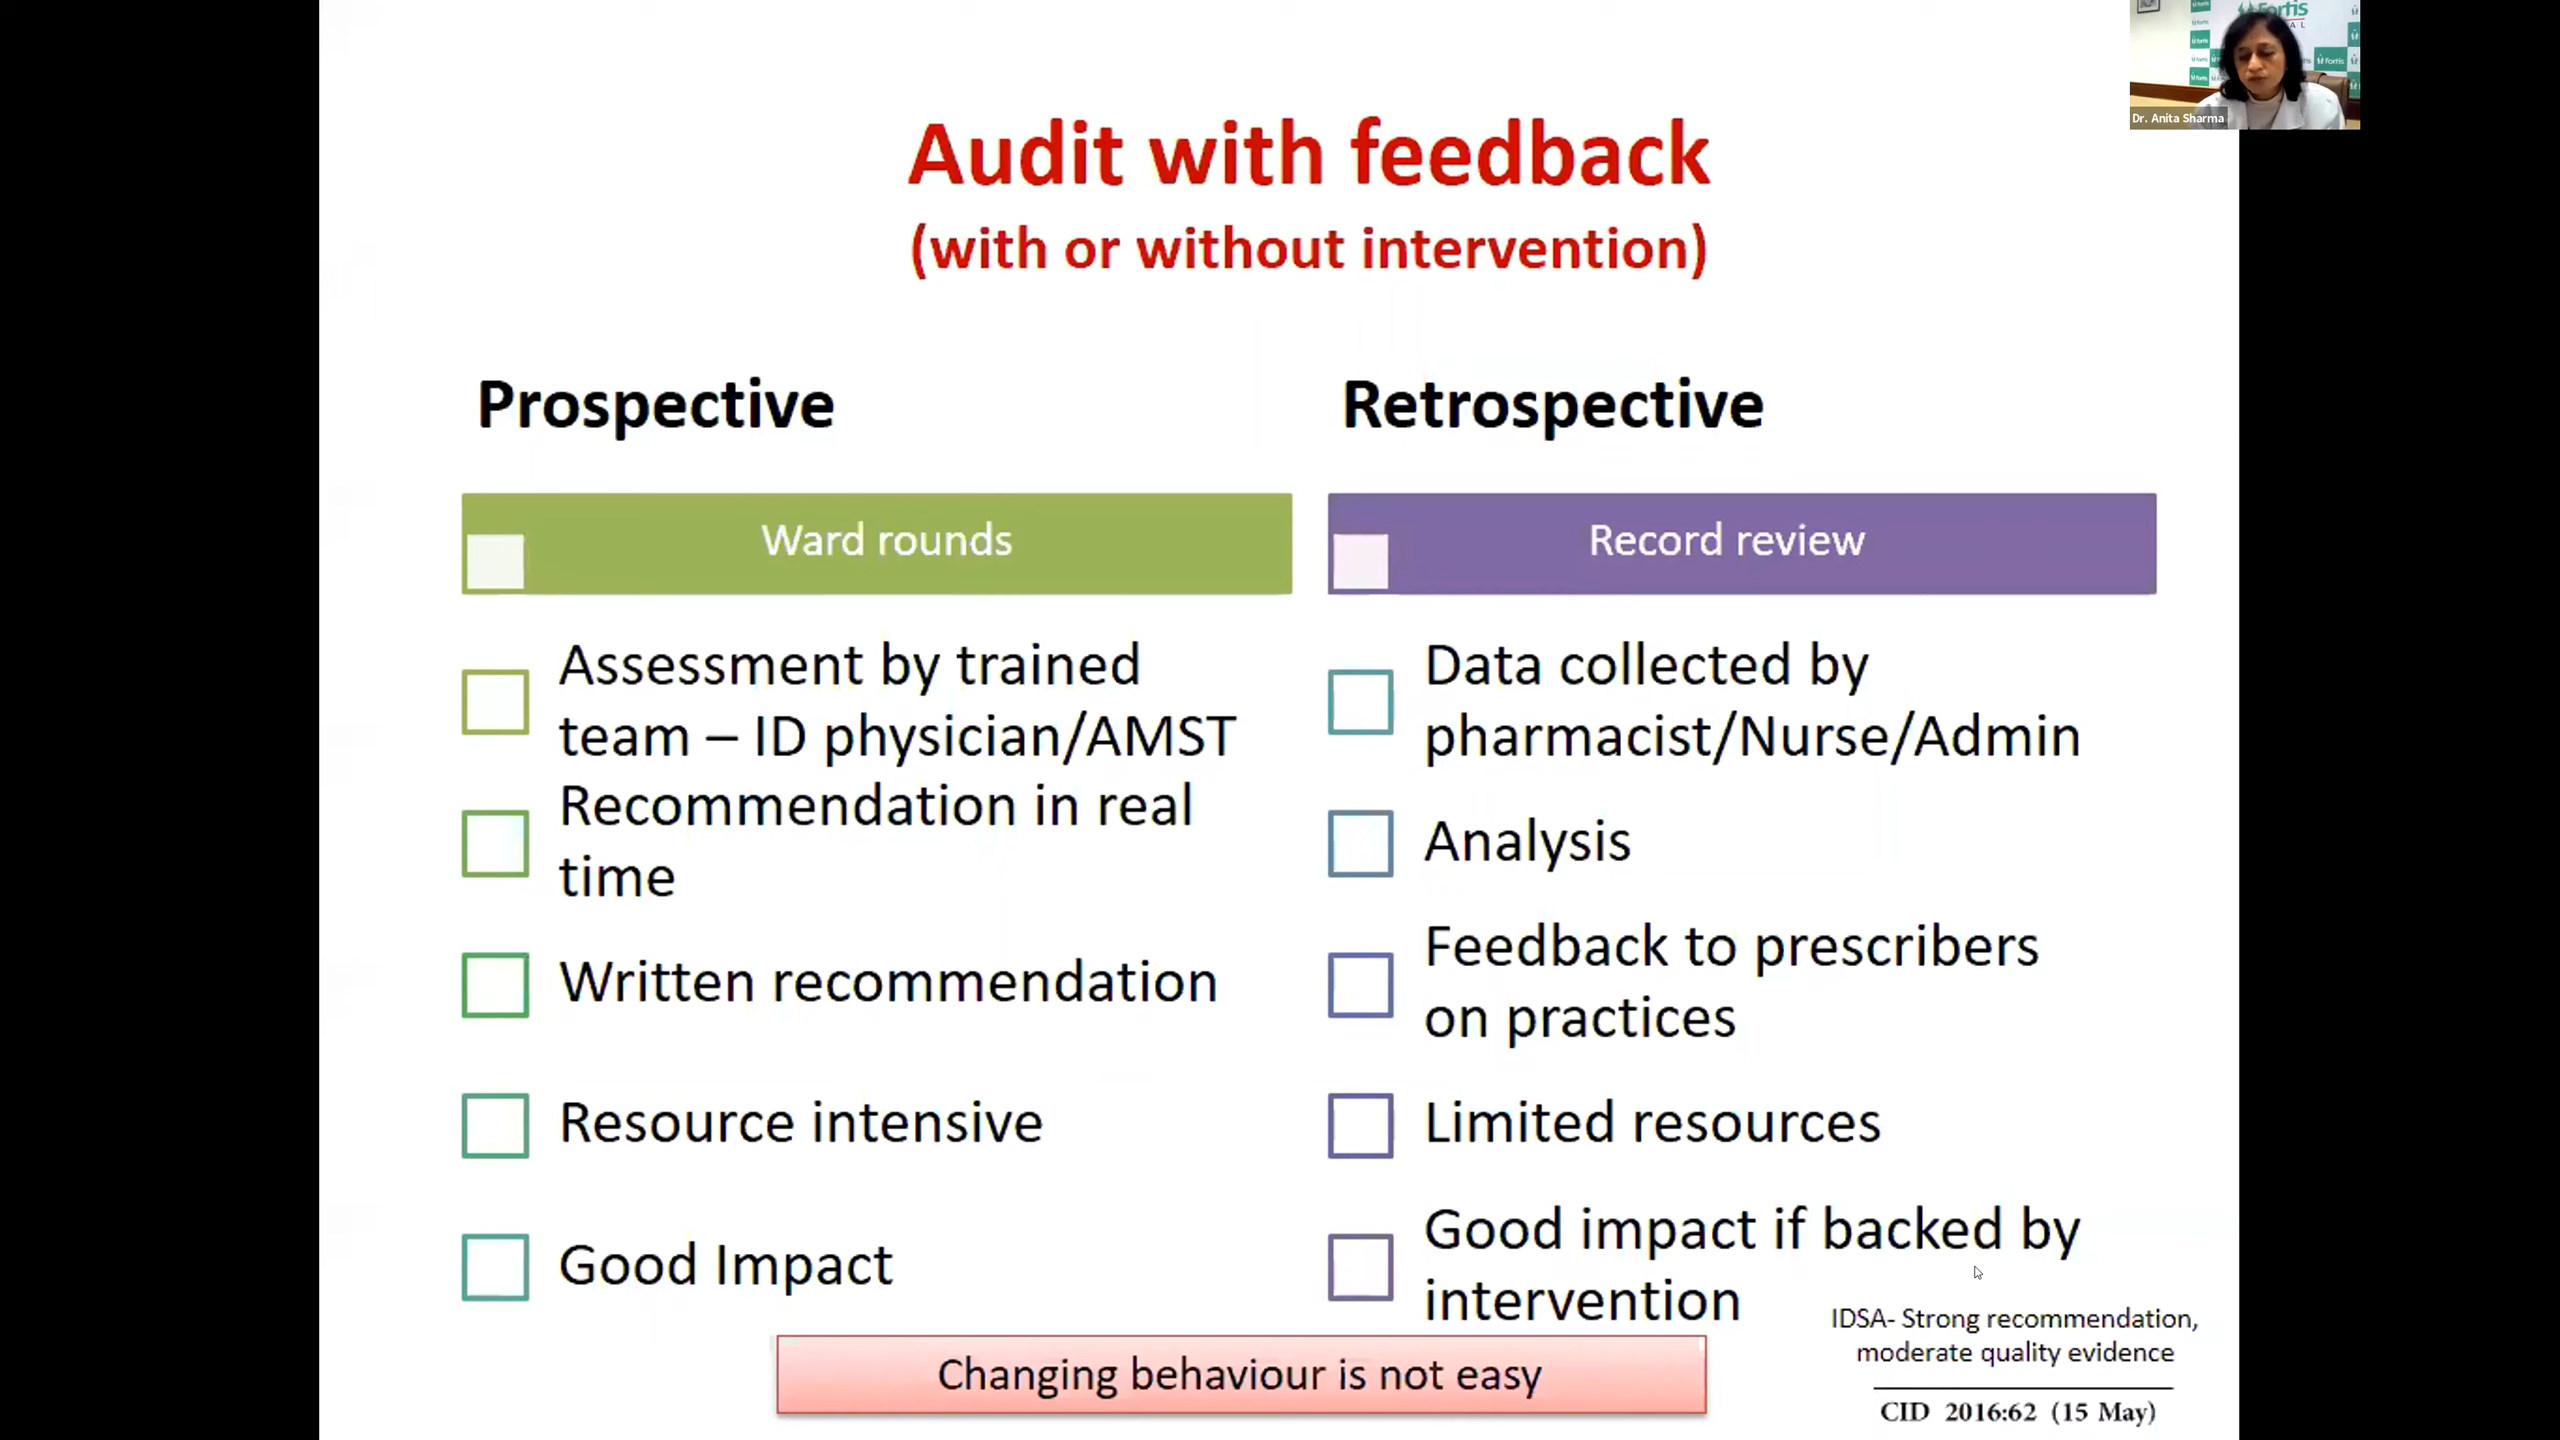 Fortis
Dr. Anita Sharma
Audit with feedback
(with or without intervention)
Prospective
Ward rounds
Assessment by trained
team – ID physician/AMST
Recommendation in real
time
Written recommendation
Resource intensive
Good Impact
Retrospective
Record review
Data collected by
pharmacist/Nurse/Admin
Analysis
Feedback to prescribers
on practices
Limited resources
Good impact if backed by
intervention
Changing behaviour is not easy
IDSA- Strong recommendation,
moderate quality evidence
CID 2016:62 (15 May)